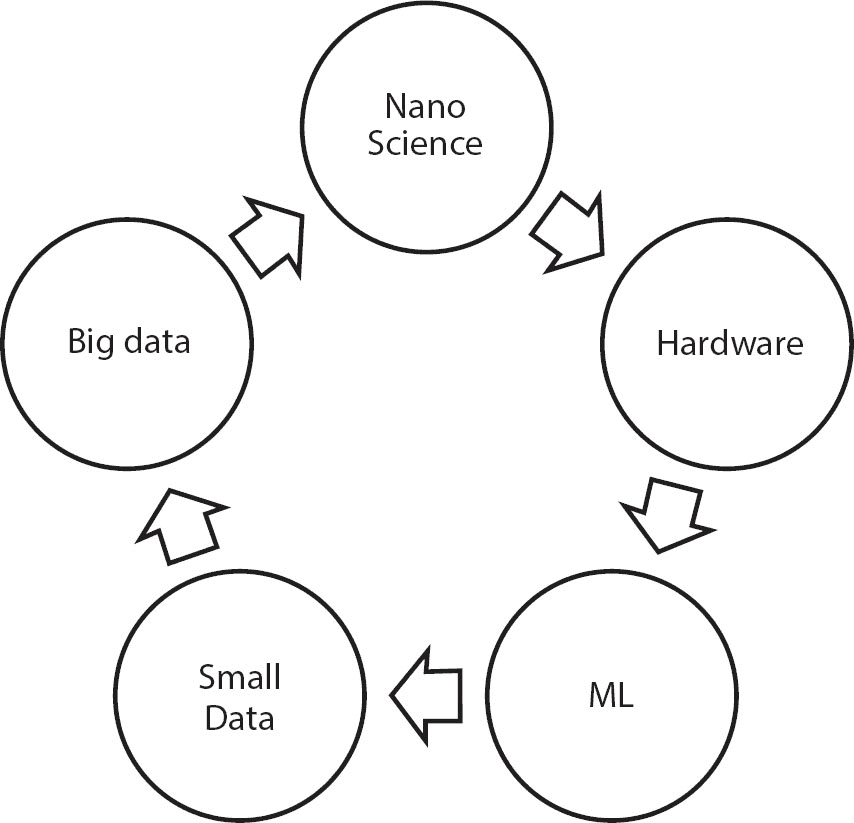 Nano
Science
Big data
Hardware
Small
Data
ML